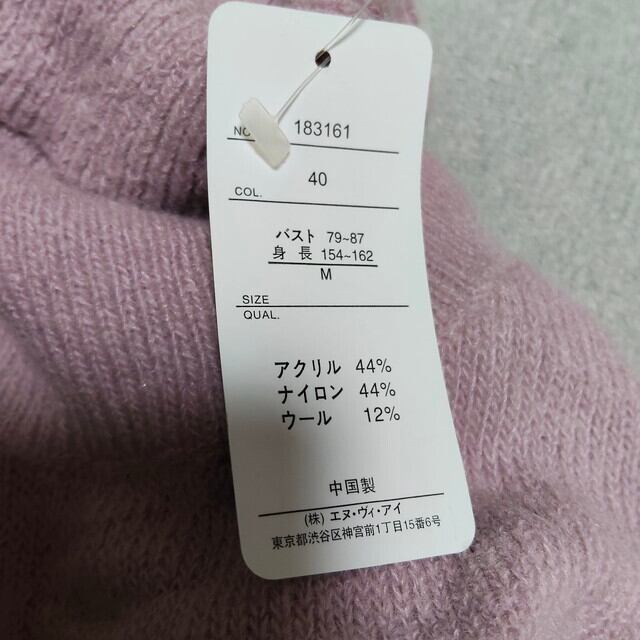 NO. 183161
COL. 40
バスト 79~87
身長 154~162
M
SIZE
QUAL.
アクリル 44%
ナイロン 44%
ウール 12%
中国製
(株) エヌ・ヴィ・アイ
東京都渋谷区神宮前1丁目15番6号